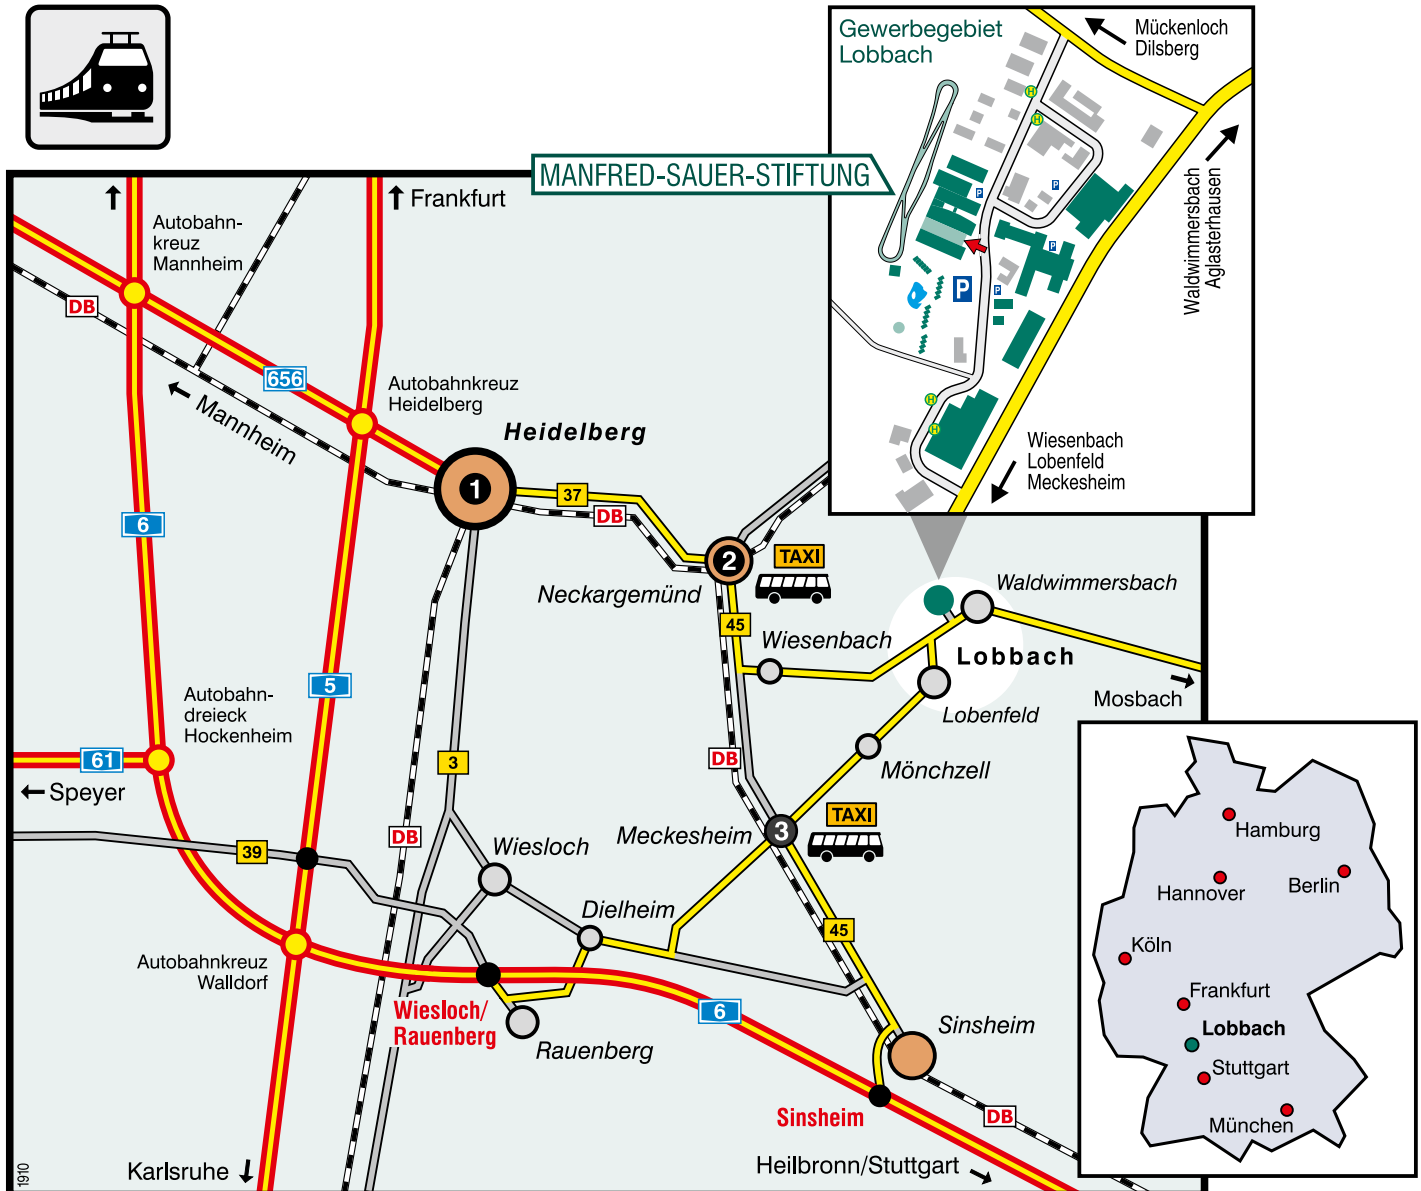 Gewerbegebiet
Lobbach
Mückenloch
Dilsberg
H
H
MANFRED-SAUER-STIFTUNG
P
P
P
P
P
Waldwimmersbach
Aglasterhausen
H
H
Wiesenbach
Lobenfeld
Meckesheim
Frankfurt
Autobahn-
kreuz
Mannheim
DB
656
Mannheim
Autobahnkreuz
Heidelberg
Heidelberg
1
37
DB
6
2
TAXI
Neckargemünd
45
Wiesenbach
Waldwimmersbach
Lobbach
Mosbach
Lobenfeld
Autobahn-
dreieck
Hockenheim
5
61
Speyer
3
DB
Mönchzell
Meckesheim
3
TAXI
DB
39
Wiesloch
Dielheim
45
Autobahnkreuz
Walldorf
Wiesloch/
Rauenberg
Rauenberg
6
Sinsheim
Sinsheim
DB
Karlsruhe
Heilbronn/Stuttgart
1910
Hamburg
Hannover
Berlin
Köln
Frankfurt
Lobbach
Stuttgart
München